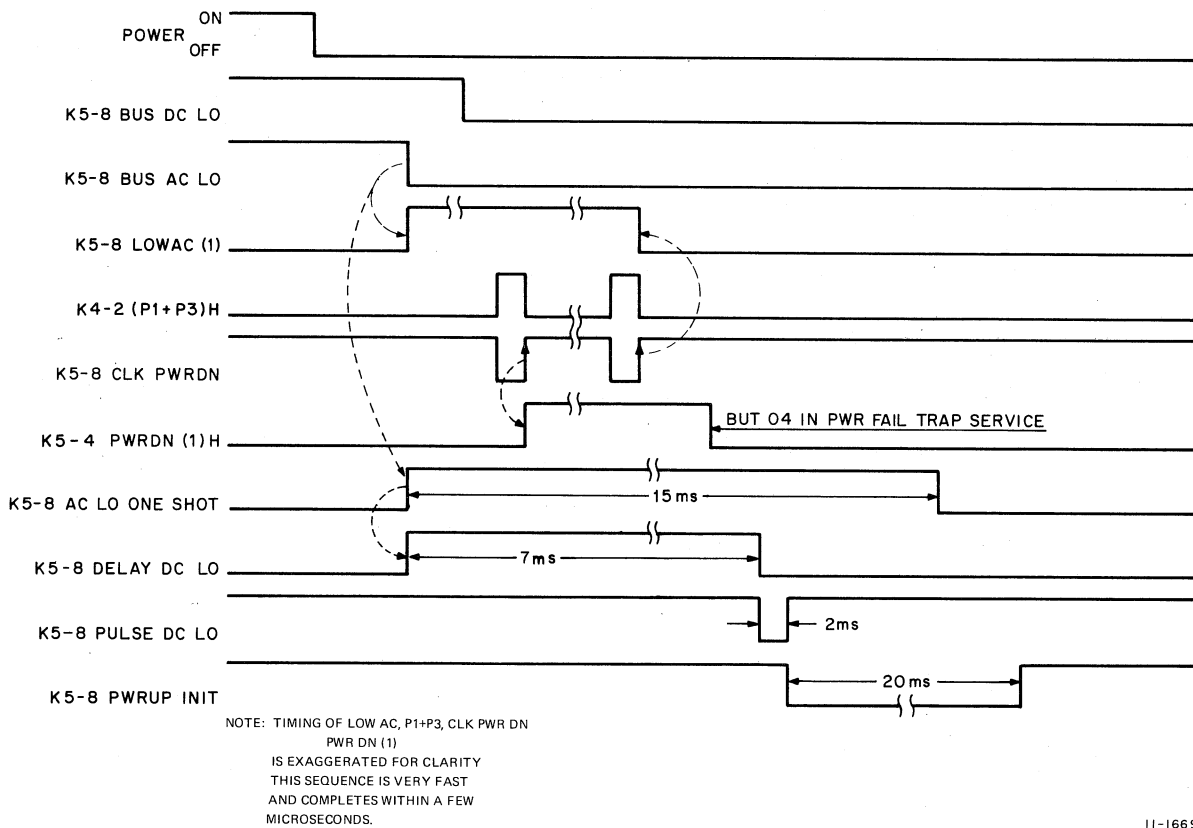 ON
POWER
OFF
K5-8 BUS DC LO
K5-8 BUS AC LO
K5-8 LOWAC (1)
K4-2 (P1+P3)H
K5-8 CLK PWRDN
BUT 04 IN PWR FAIL TRAP SERVICE
K5-4 PWRDN (1) H
15 ms
K5-8 AC LO ONE SHOT
7ms
K5-8 DELAY DC LO
2ms
K5-8 PULSE DC LO
20 ms
K5-8 PWRUP INIT
NOTE: TIMING OF LOW AC, P1+P3, CLK PWR DN
PWR DN (1)
IS EXAGGERATED FOR CLARITY
THIS SEQUENCE IS VERY FAST
AND COMPLETES WITHIN A FEW
MICROSECONDS.